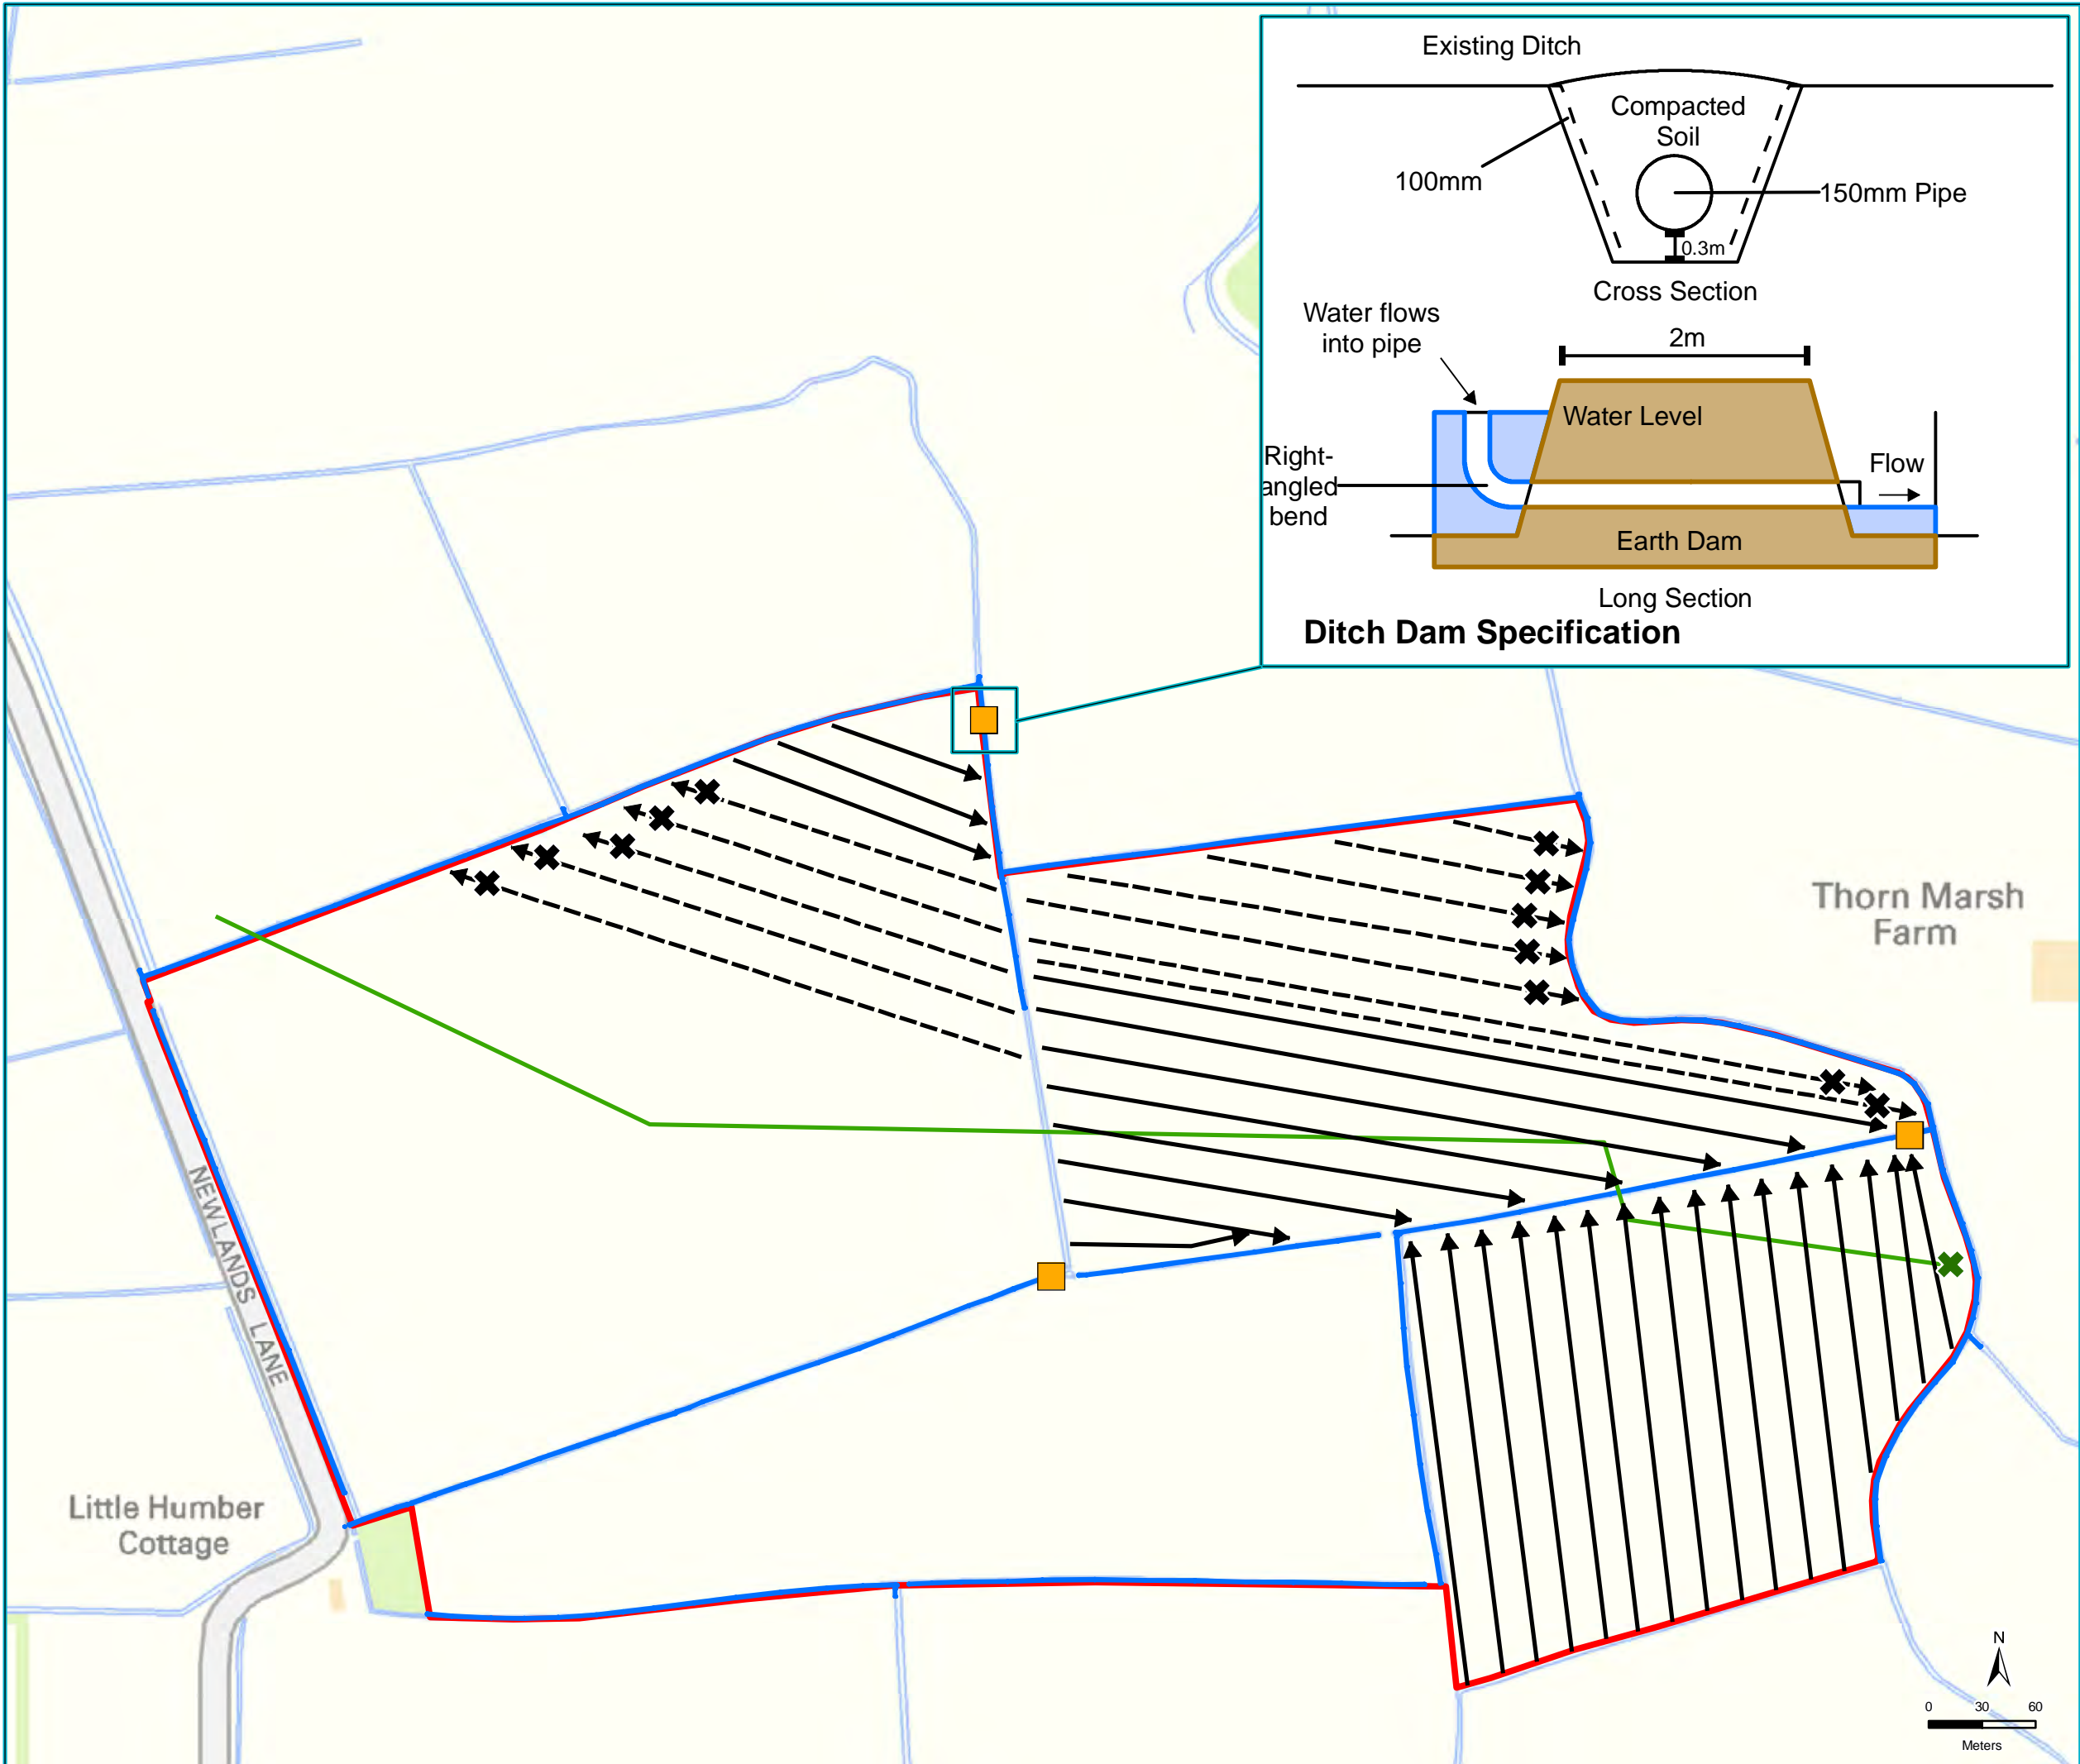 Existing Ditch
Compacted
Soil
100mm
150mm Pipe
0.3m
Cross Section
Water flows
into pipe
2m
Water Level
Right-
angled
bend
Flow
Earth Dam
Long Section
Ditch Dam Specification
Thorn Marsh
Farm
NEWLANDS LANE
Little Humber
Cottage
N
0 30 60
Meters